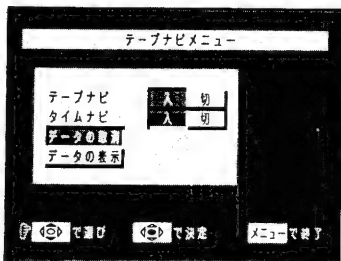 テープナビメニュー
テープナビ 入 切
タイムナビ 入 切
データの取消
データの表示
で選び で決定 メニューで終了